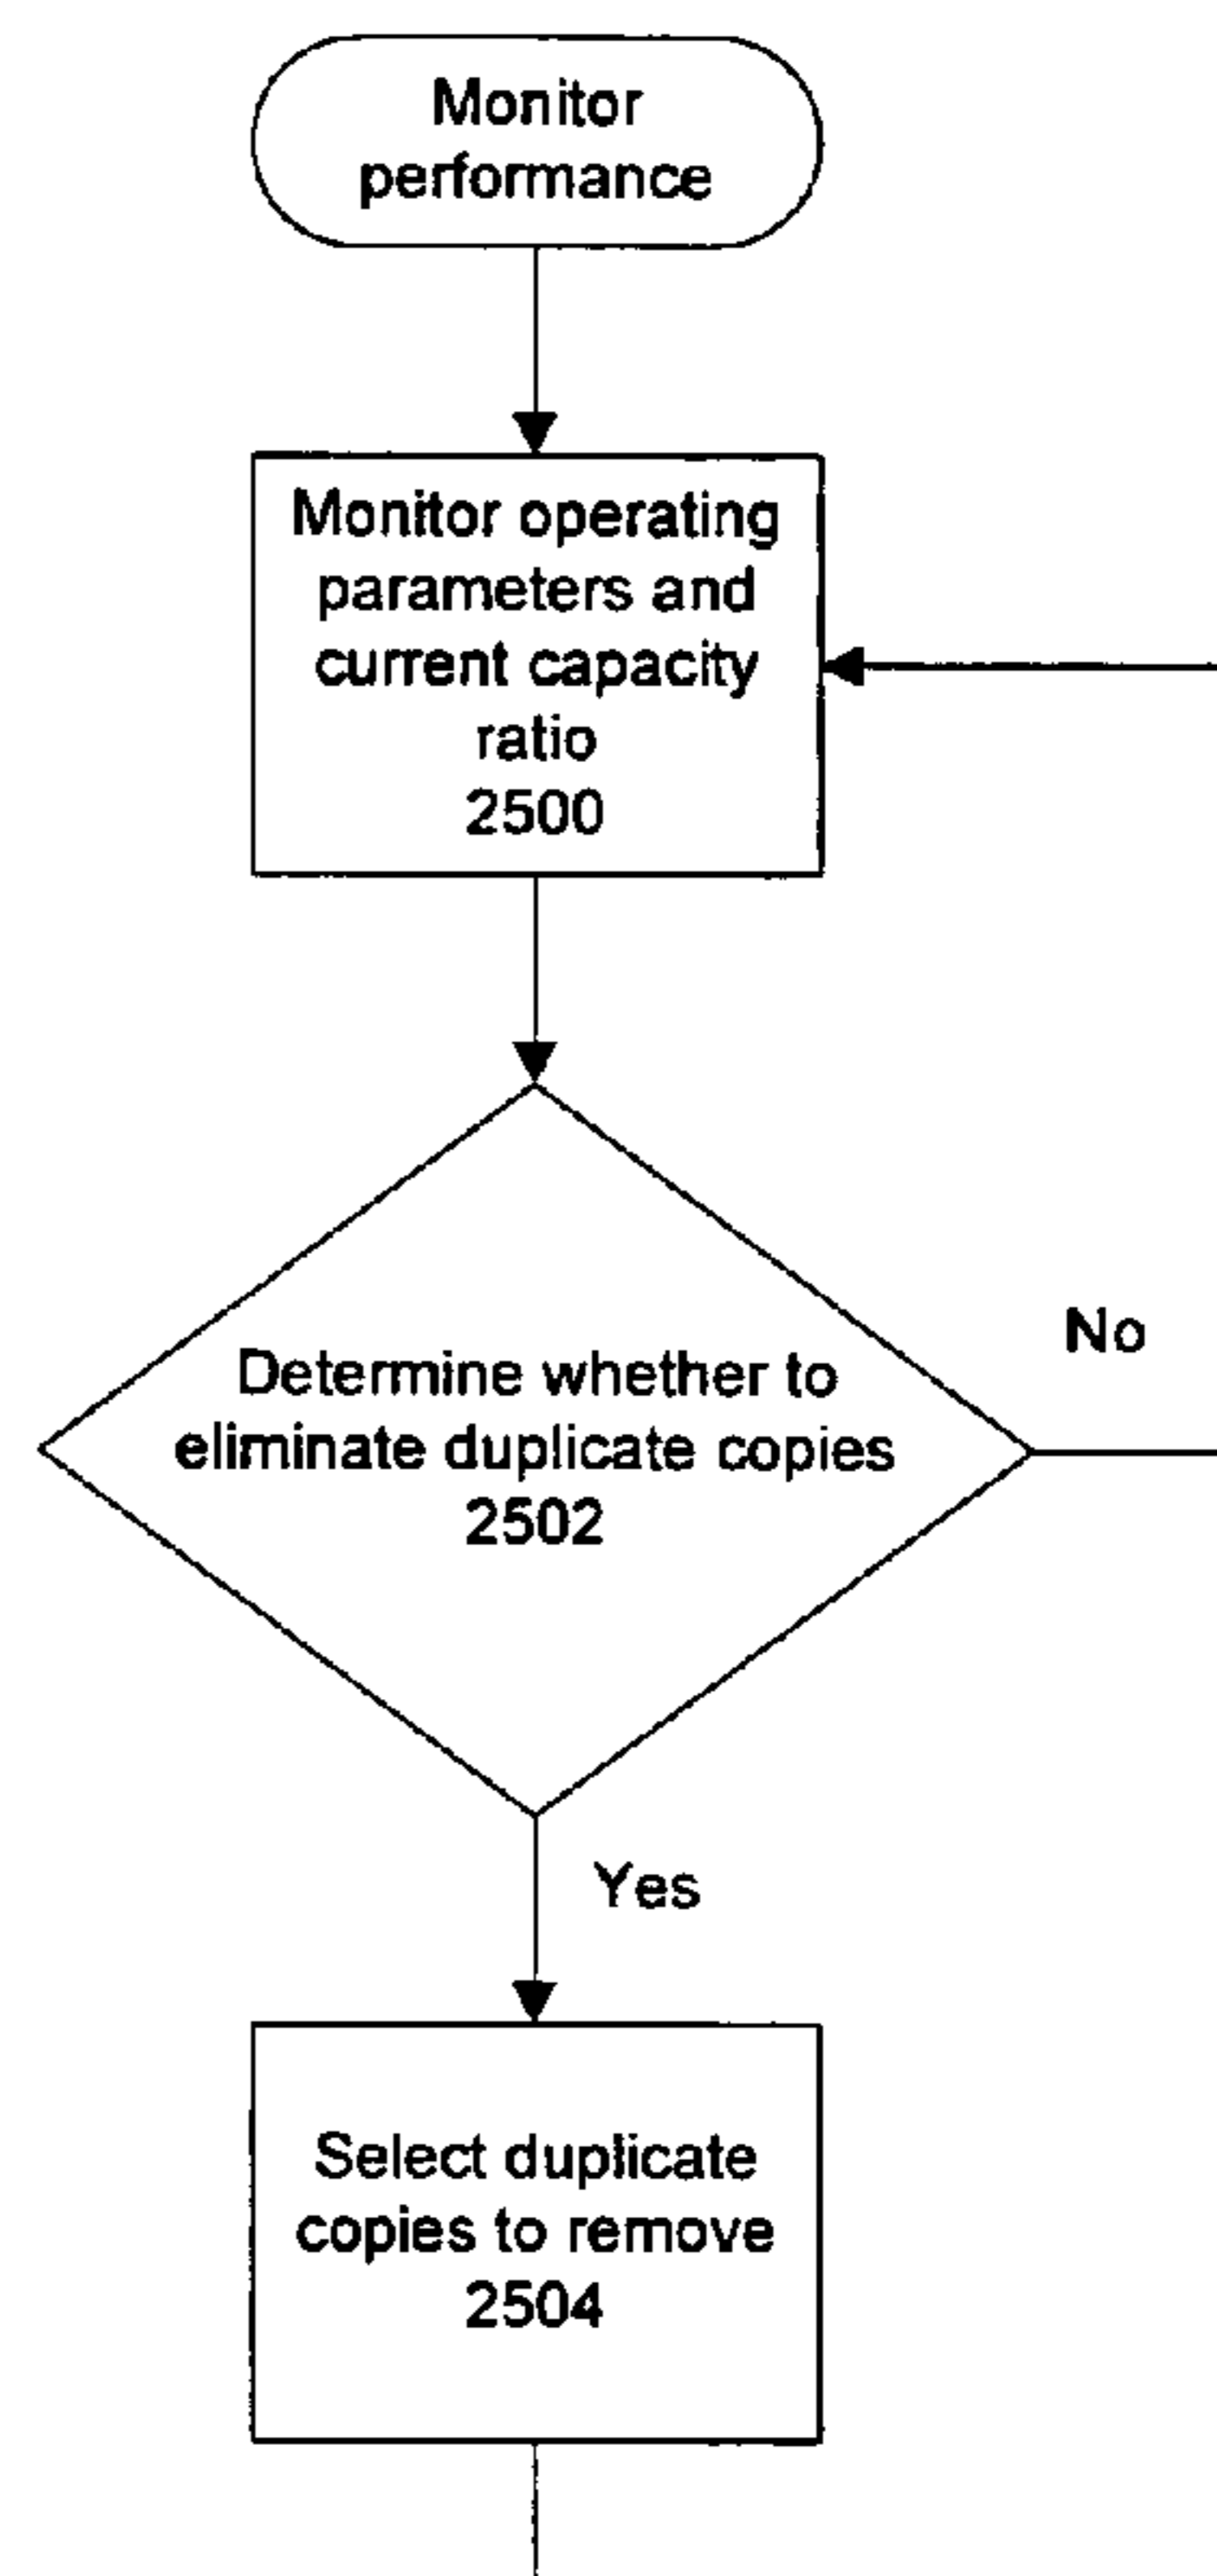 Monitor
performance
Monitor operating
parameters and
current capacity
ratio
2500
Determine whether to
eliminate duplicate copies
2502
No
Yes
Select duplicate
copies to remove
2504